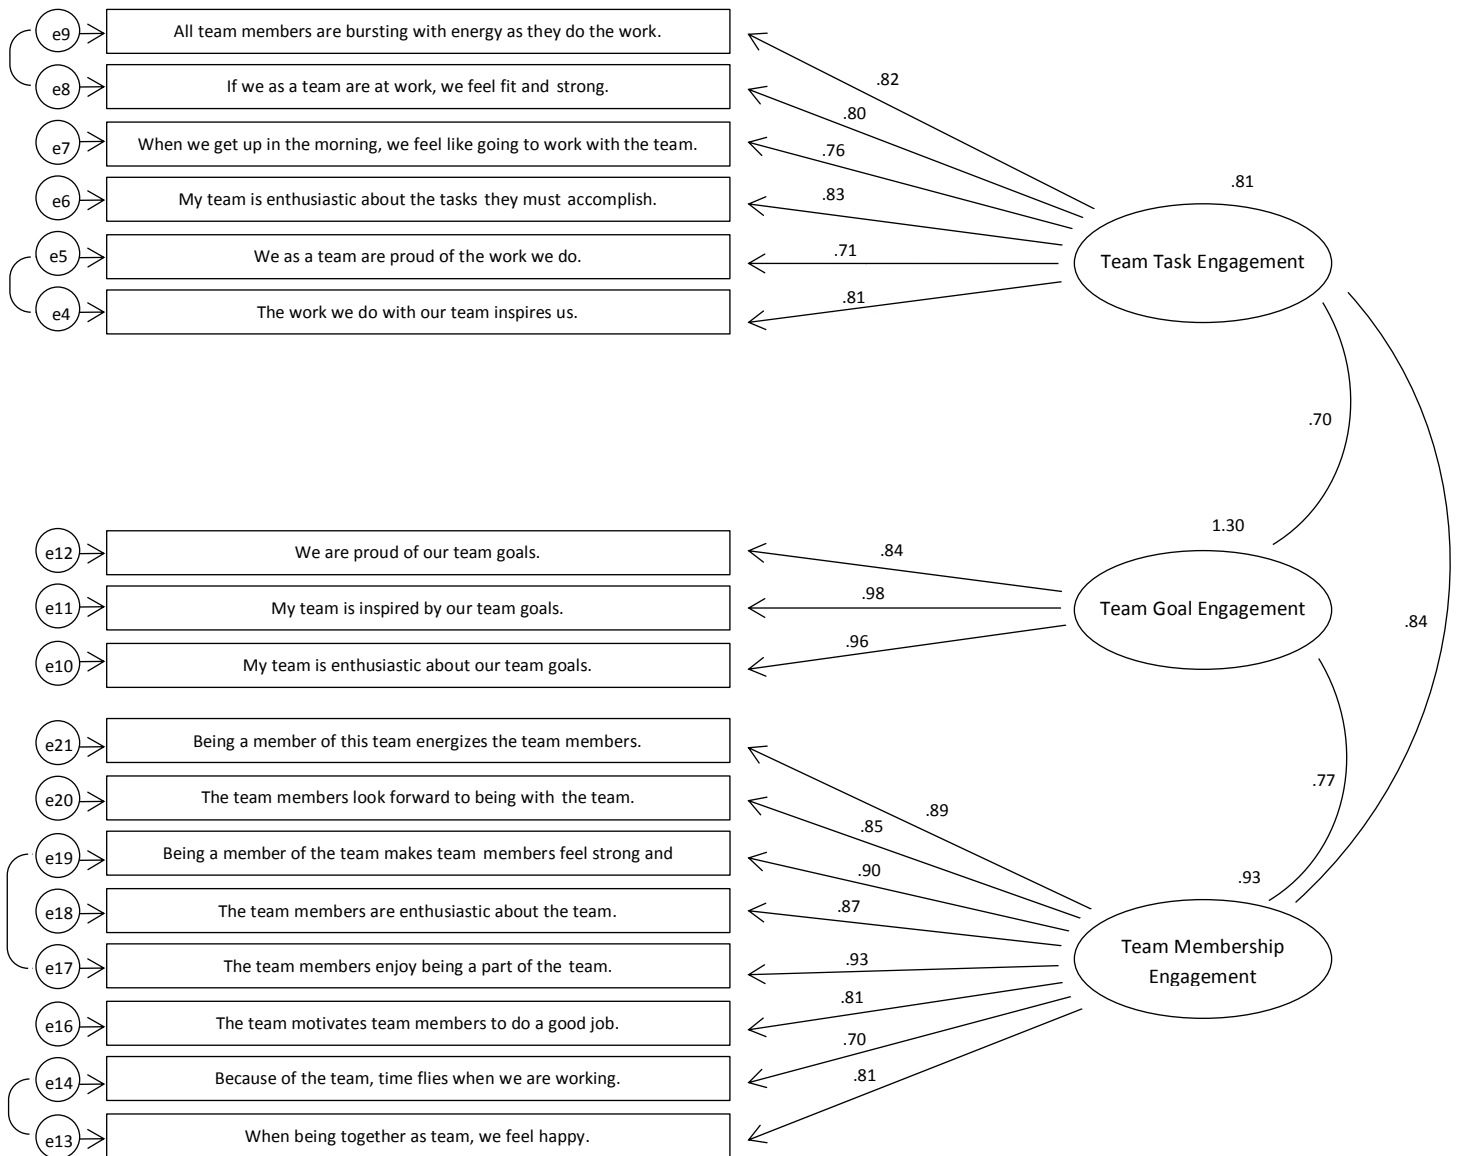 e9 All team members are bursting with energy as they do the work.
.82
e8 If we as a team are at work, we feel fit and strong.
.80
e7 When we get up in the morning, we feel like going to work with the team.
.76
e6 My team is enthusiastic about the tasks they must accomplish.
.83
.81
e5 We as a team are proud of the work we do.
.71
Team Task Engagement
e4 The work we do with our team inspires us.
.81
.70
1.30
e12 We are proud of our team goals.
.84
e11 My team is inspired by our team goals.
.98
Team Goal Engagement
.84
e10 My team is enthusiastic about our team goals.
.96
e21 Being a member of this team energizes the team members.
.89
.77
e20 The team members look forward to being with the team.
.85
e19 Being a member of the team makes team members feel strong and
.90
.93
e18 The team members are enthusiastic about the team.
.87
e17 The team members enjoy being a part of the team.
.93
Team Membership
Engagement
e16 The team motivates team members to do a good job.
.81
e14 Because of the team, time flies when we are working.
.70
e13 When being together as team, we feel happy.
.81